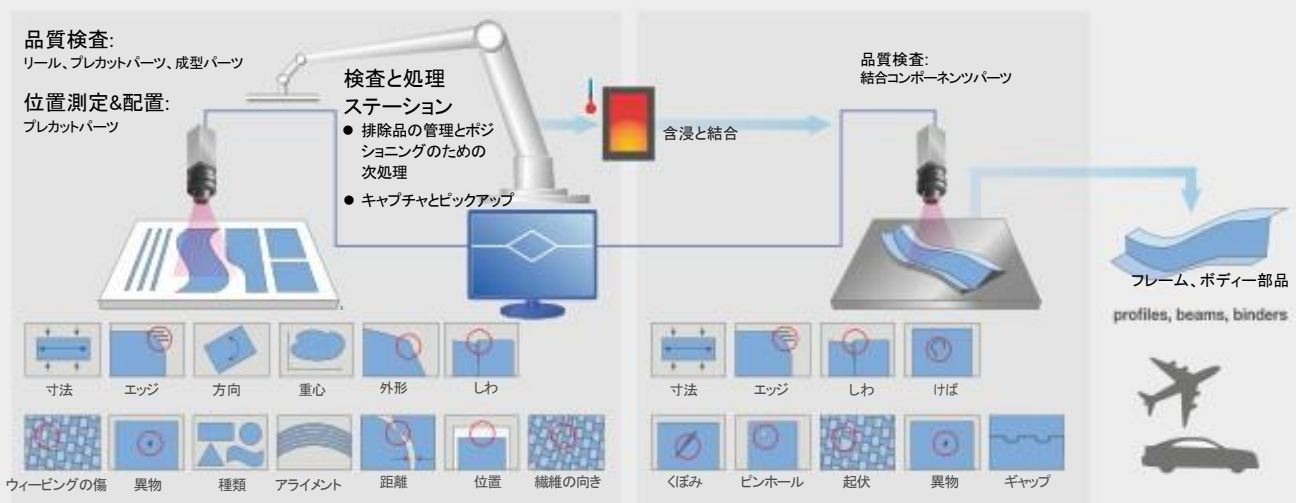 品質検査:
リール、プレカットパーツ、成型パーツ
位置測定&配置:
プレカットパーツ
検査と処理
ステーション
● 排除品の管理とポジ
ショニングのための
次処理
● キャプチャとピックアップ
含浸と結合
品質検査:
結合コンポーネンツパーツ
フレーム、ボディー部品
profiles, beams, binders
寸法
エッジ
方向
重心
外形
しわ
ウィービングの傷
異物
種類
アライメント
距離
位置
繊維の向き
寸法
エッジ
しわ
けば
くぼみ
ピンホール
起伏
異物
ギャップ